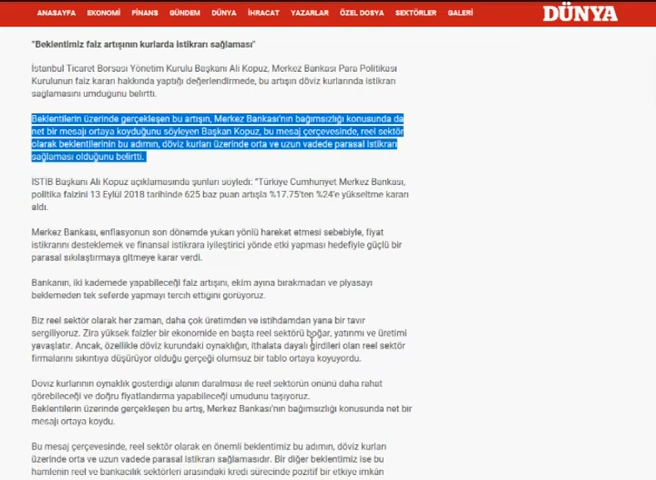 ANASAYFA EKONOMİ FİNANS GÜNDEM DÜNYA İHRACAT YAZARLAR ÖZEL DOSYA SEKTÖRLER GALERİ DÜNYA
"Beklentimiz faiz artışının kurlarda istikrarı sağlaması"
İstanbul Ticaret Borsası Yönetim Kurulu Başkanı Ali Kopuz, Merkez Bankası Para Politikası
Kurulunun faiz kararı hakkında yaptığı değerlendirmede, bu artışın döviz kurlarında istikrarı
sağlamasını umduğunu belirtti.
Beklentilerin üzerinde gerçekleşen bu artışın, Merkez Bankası'nın bağımsızlığı konusunda da
net bir mesajı ortaya koyduğunu söyleyen Başkan Kopuz, bu mesaj çerçevesinde, reel sektör
olarak beklentilerinin bu adımın, döviz kurları üzerinde orta ve uzun vadede parasal istikrarı
sağlaması olduğunu belirtti.
İSTİB Başkanı Ali Kopuz açıklamasında şunları söyledi: "Türkiye Cumhuriyet Merkez Bankası,
politika faizini 13 Eylül 2018 tarihinde 625 baz puan artışla %17.75'ten %24'e yükseltme kararı
aldı.
Merkez Bankası, enflasyonun son dönemde yukarı yönlü hareket etmesi sebebiyle, fiyat
istikrarını desteklemek ve finansal istikrara iyileştirici yönde etki yapması hedefiyle güçlü bir
parasal sıkılaştırmaya gitmeye karar verdi.
Bankanın, iki kademede yapabileceği faiz artışını, ekim ayına bırakmadan ve piyasayı
beklemeden tek seferde yapmayı tercih ettiğini görüyoruz.
Biz reel sektör olarak her zaman, daha çok üretimden ve istihdamdan yana bir tavır
sergiliyoruz. Zira yüksek faizler bir ekonomide en başta reel sektörü boğar, yatırımı ve üretimi
yavaşlatır. Ancak, özellikle döviz kurundaki oynaklığın, ithalata dayalı girdileri olan reel sektör
firmalarını sıkıntıya düşürüyor olduğu gerçeği olumsuz bir tablo ortaya koyuyordu.
Döviz kurlarının oynaklık gösterdiği alanın daralması ile reel sektörün önünü daha rahat
görebileceği ve doğru fiyatlandırma yapabileceği umudunu taşıyoruz.
Beklentilerin üzerinde gerçekleşen bu artış, Merkez Bankası'nın bağımsızlığı konusunda net bir
mesajı ortaya koydu.
Bu mesaj çerçevesinde, reel sektör olarak en önemli beklentimiz bu adımın, döviz kurları
üzerinde orta ve uzun vadede parasal istikrarı sağlamasıdır. Bir diğer beklentimiz ise bu
hamlenin reel ve bankacılık sektörleri arasındaki kredi sürecinde pozitif bir etkiye imkân